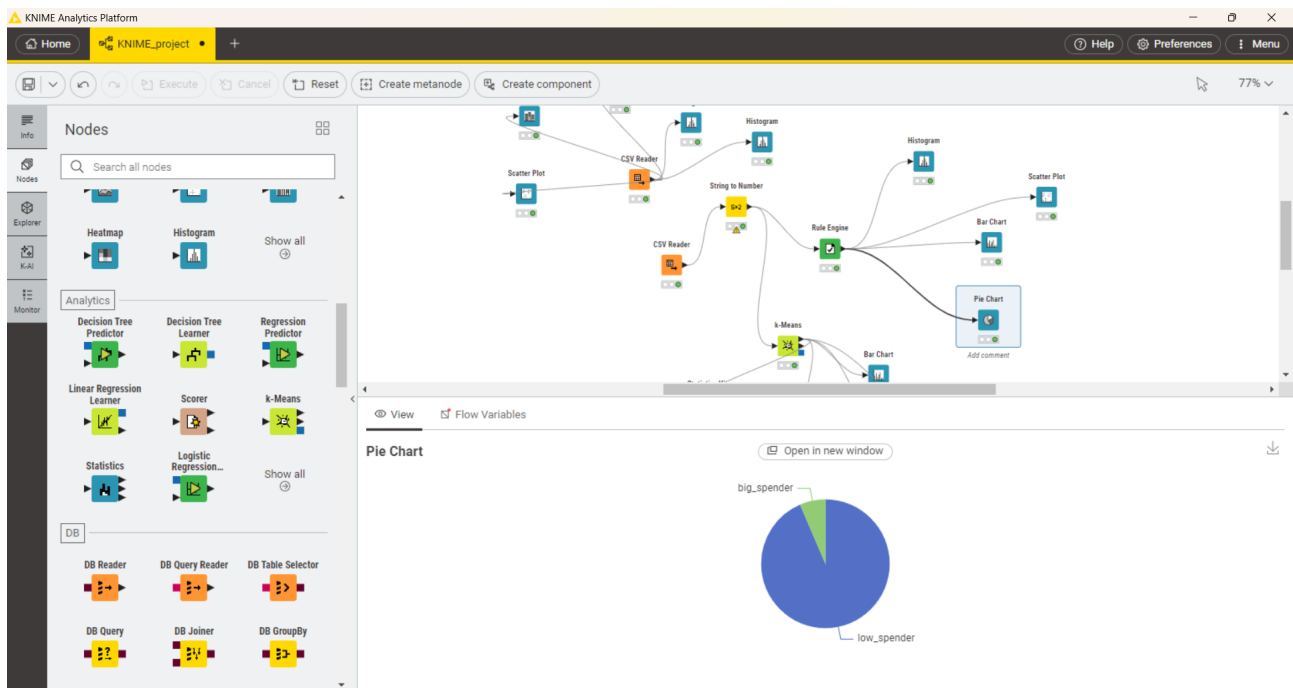 KNIME Analytics Platform
Home
KNIME_project
Help
Preferences
Menu
Execute
Cancel
Reset
Create metanode
Create component
77%
Info
Nodes
Explorer
K-AI
Monitor
Nodes
Search all nodes
Heatmap
Histogram
Show all
Analytics
Decision Tree
Predictor
Decision Tree
Learner
Regression
Predictor
Linear Regression
Learner
Scorer
k-Means
Statistics
Logistic
Regression...
Show all
DB
DB Reader
DB Query Reader
DB Table Selector
DB Query
DB Joiner
DB GroupBy
Histogram
CSV Reader
Scatter Plot
String to Number
S+2
CSV Reader
Rule Engine
Histogram
Scatter Plot
Bar Chart
Pie Chart
Add comment
k-Means
Bar Chart
View
Flow Variables
Pie Chart
Open in new window
big_spender
low_spender